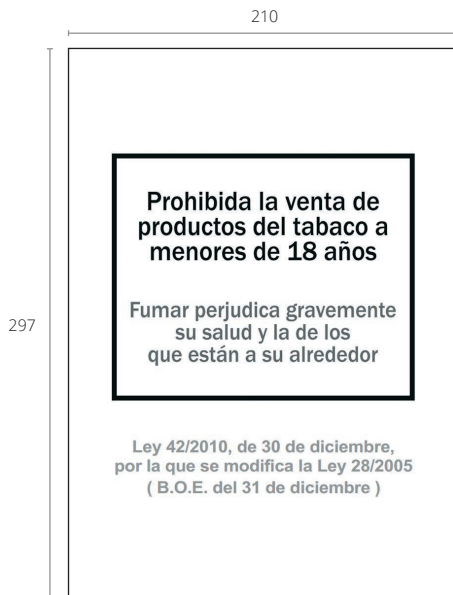 210
297
Prohibida la venta de
productos del tabaco a
menores de 18 años
Fumar perjudica gravemente
su salud y la de los
que están a su alrededor
Ley 42/2010, de 30 de diciembre,
por la que se modifica la Ley 28/2005
( B.O.E. del 31 de diciembre )